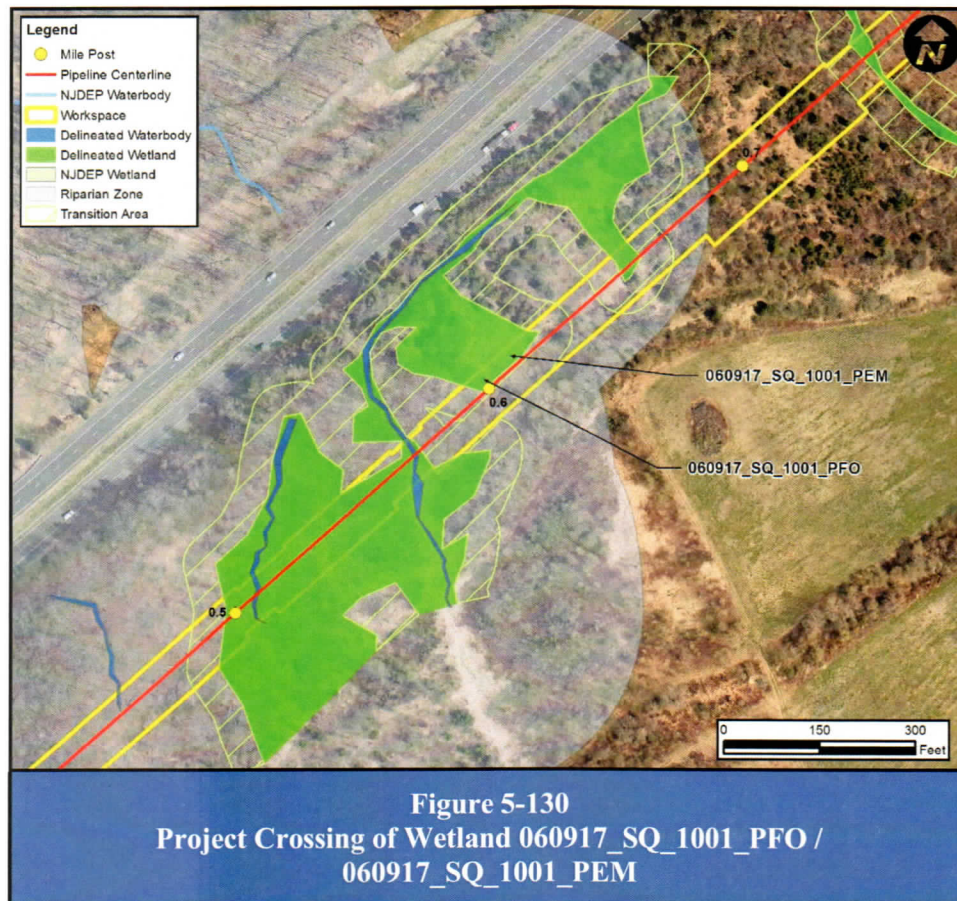 Legend
Mile Post
Pipeline Centerline
NJDEP Waterbody
Workspace
Delineated Waterbody
Delineated Wetland
NJDEP Wetland
Riparian Zone
Transition Area
N
0.7
060917_SQ_1001_PEM
0.6
060917_SQ_1001_PFO
0.5
0 150 300
Feet
Figure 5-130
Project Crossing of Wetland 060917_SQ_1001_PFO /
060917_SQ_1001_PEM